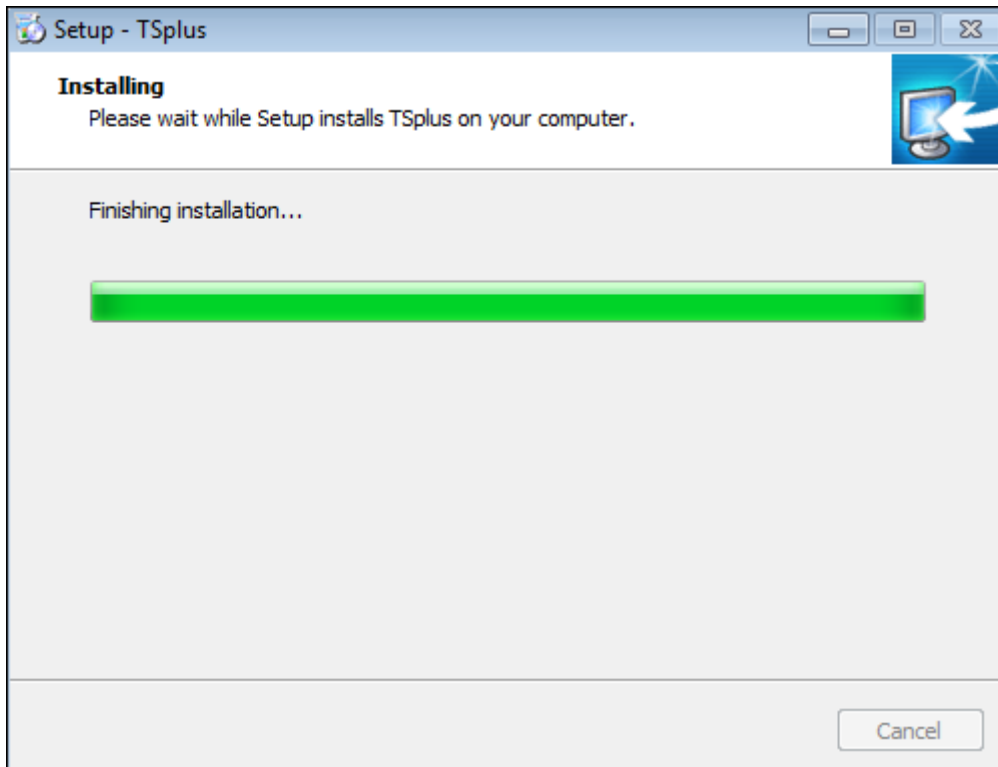 Setup - TSplus
Installing
Please wait while Setup installs TSplus on your computer.
Finishing installation...
Cancel